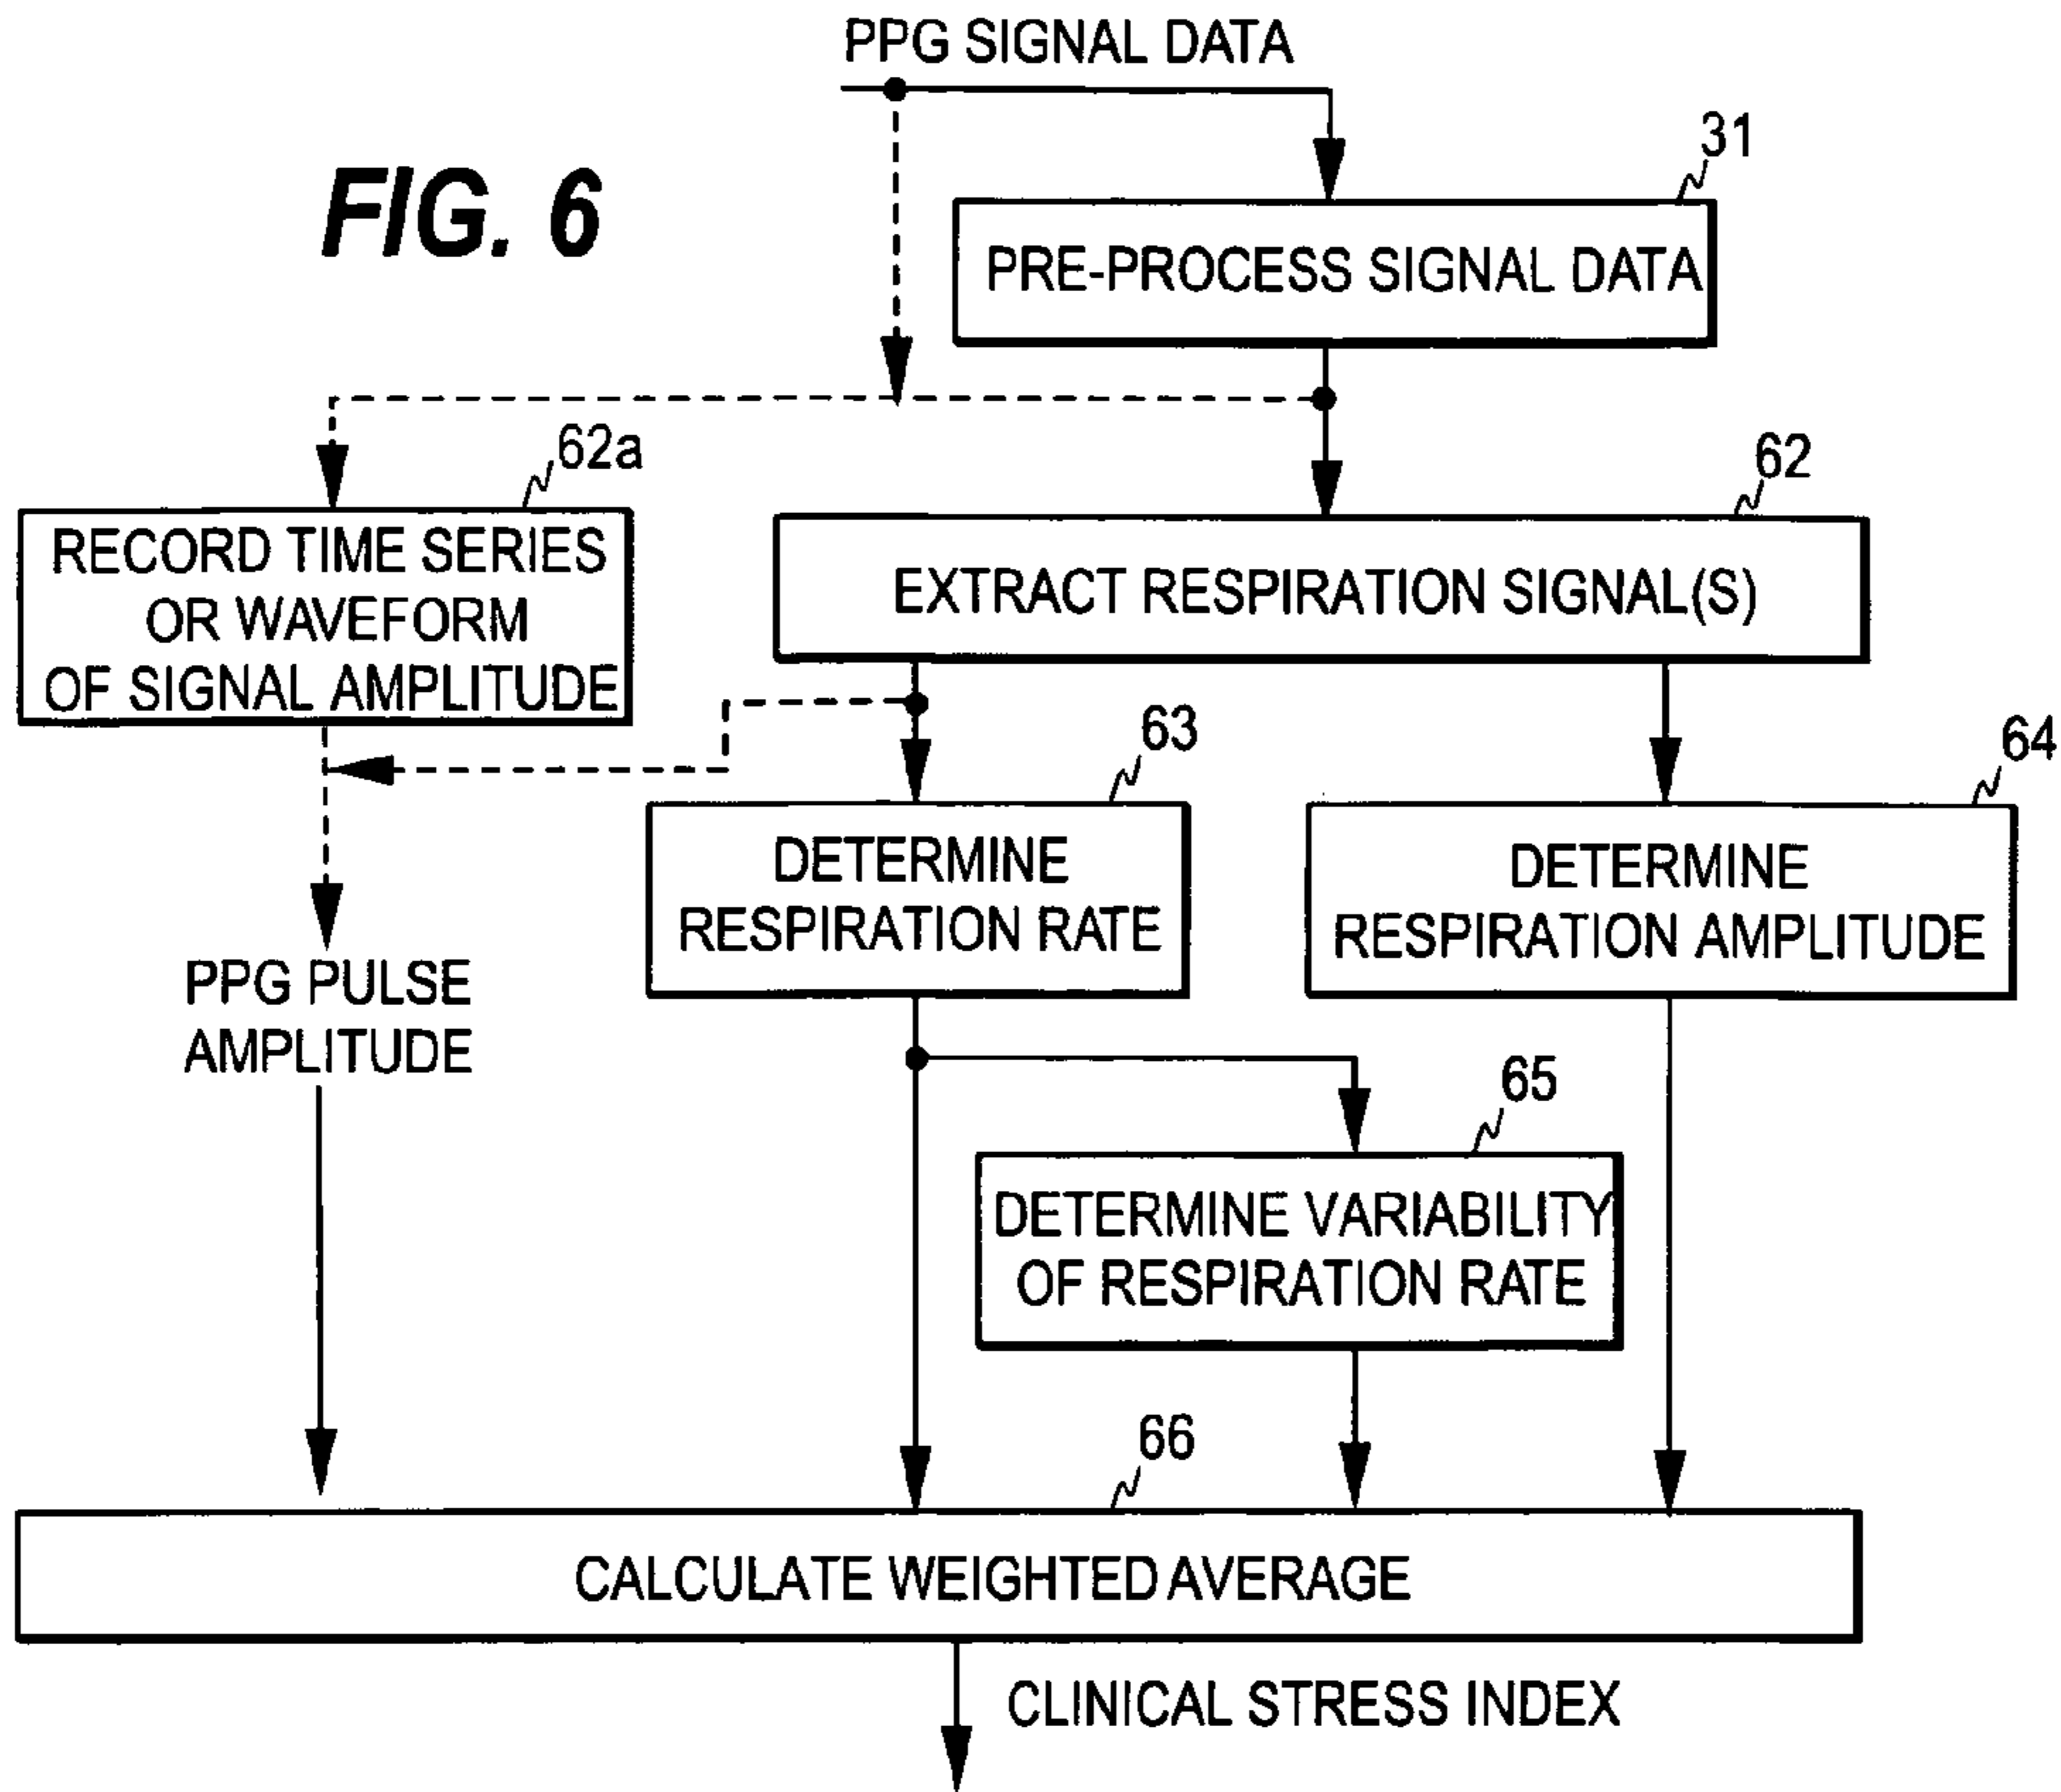 PPG SIGNAL DATA
FIG. 6
31
PRE-PROCESS SIGNAL DATA
62a
62
RECORD TIME SERIES
OR WAVEFORM
OF SIGNAL AMPLITUDE
EXTRACT RESPIRATION SIGNAL(S)
63
64
DETERMINE
RESPIRATION RATE
DETERMINE
RESPIRATION AMPLITUDE
PPG PULSE
AMPLITUDE
65
DETERMINE VARIABILITY
OF RESPIRATION RATE
66
CALCULATE WEIGHTED AVERAGE
CLINICAL STRESS INDEX